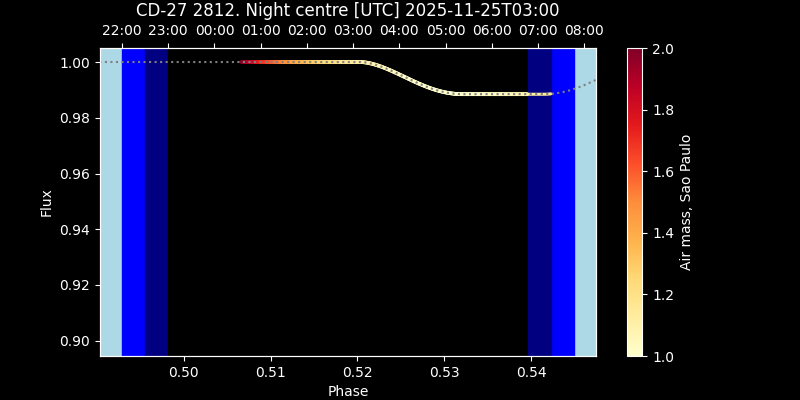 CD-27 2812. Night centre [UTC] 2025-11-25T03:00
22:00 23:00 00:00 01:00 02:00 03:00 04:00 05:00 06:00 07:00 08:00
1.00
0.98
0.96
0.94
0.92
0.90
Flux
0.50 0.51 0.52 0.53 0.54
Phase
2.0
1.8
1.6
1.4
1.2
1.0
Air mass, Sao Paulo